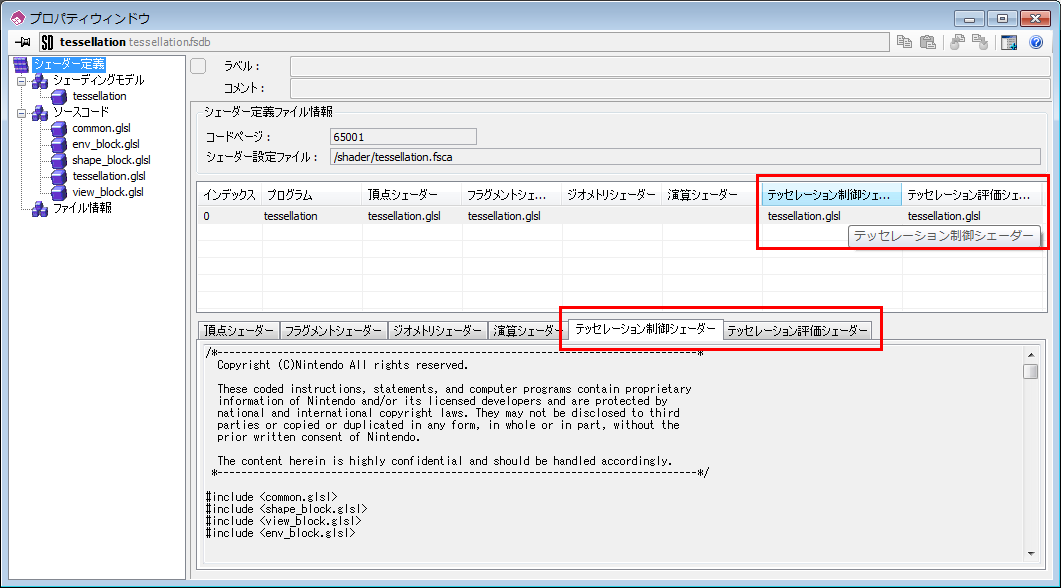 プロパティウィンドウ
SD tessellation tessellation.fsdb
シェーダー定義
シェーディングモデル
tessellation
ソースコード
common.glsl
env_block.glsl
shape_block.glsl
tessellation.glsl
view_block.glsl
ファイル情報
ラベル：
コメント：
シェーダー定義ファイル情報
コードページ： 65001
シェーダー設定ファイル： /shader/tessellation.fsca
インデックス プログラム 頂点シェーダー フラグメントシェ... ジオメトリシェーダー 演算シェーダー テッセレーション制御シェ... テッセレーション評価シェ...
0 tessellation tessellation.glsl tessellation.glsl tessellation.glsl tessellation.glsl
テッセレーション制御シェーダー
頂点シェーダー フラグメントシェーダー ジオメトリシェーダー 演算シェーダー テッセレーション制御シェーダー テッセレーション評価シェーダー
/*---------------------------------------------------------------------------*
Copyright (C)Nintendo All rights reserved.
These coded instructions, statements, and computer programs contain proprietary
information of Nintendo and/or its licensed developers and are protected by
national and international copyright laws. They may not be disclosed to third
parties or copied or duplicated in any form, in whole or in part, without the
prior written consent of Nintendo.
The content herein is highly confidential and should be handled accordingly.
*---------------------------------------------------------------------------*/
#include <common.glsl>
#include <shape_block.glsl>
#include <view_block.glsl>
#include <env_block.glsl>